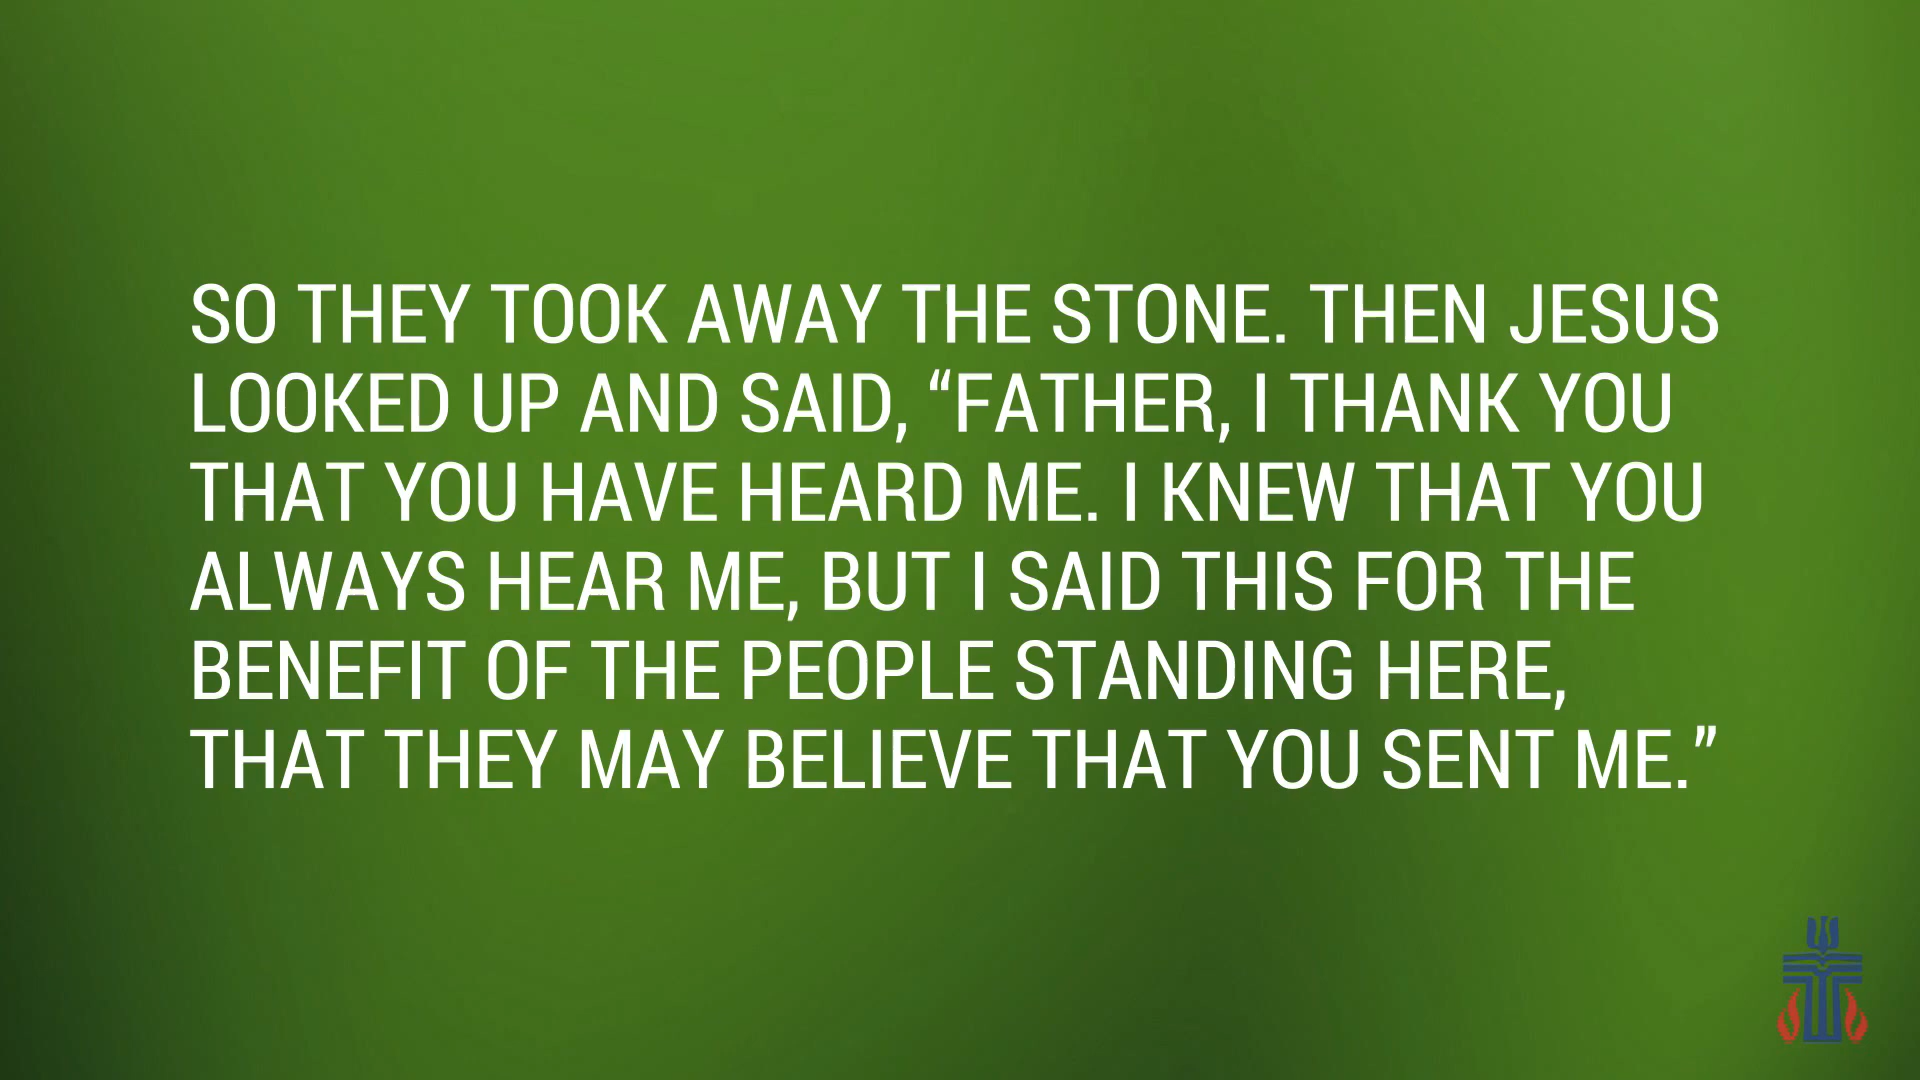 SO THEY TOOK AWAY THE STONE. THEN JESUS
LOOKED UP AND SAID, “FATHER, I THANK YOU
THAT YOU HAVE HEARD ME. I KNEW THAT YOU
ALWAYS HEAR ME, BUT I SAID THIS FOR THE
BENEFIT OF THE PEOPLE STANDING HERE,
THAT THEY MAY BELIEVE THAT YOU SENT ME.”